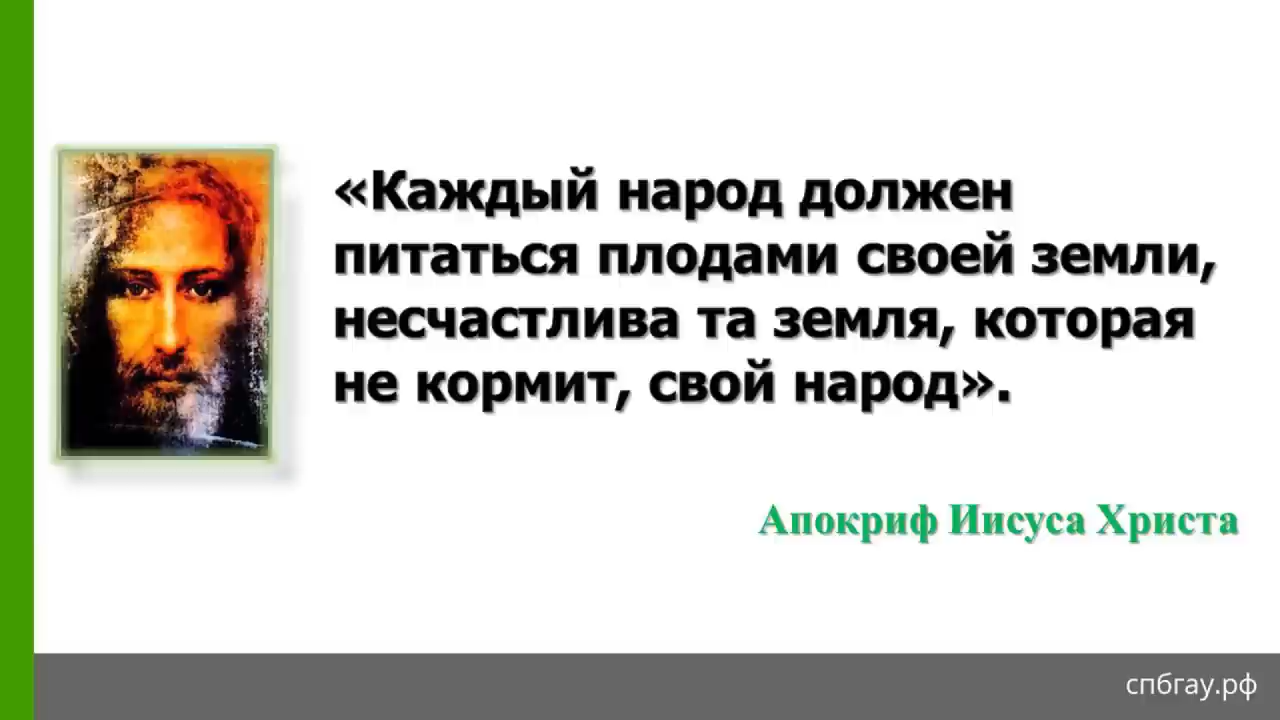 «Каждый народ должен
питаться плодами своей земли,
несчастлива та земля, которая
не кормит, свой народ».
Апокриф Иисуса Христа
спбгау.рф